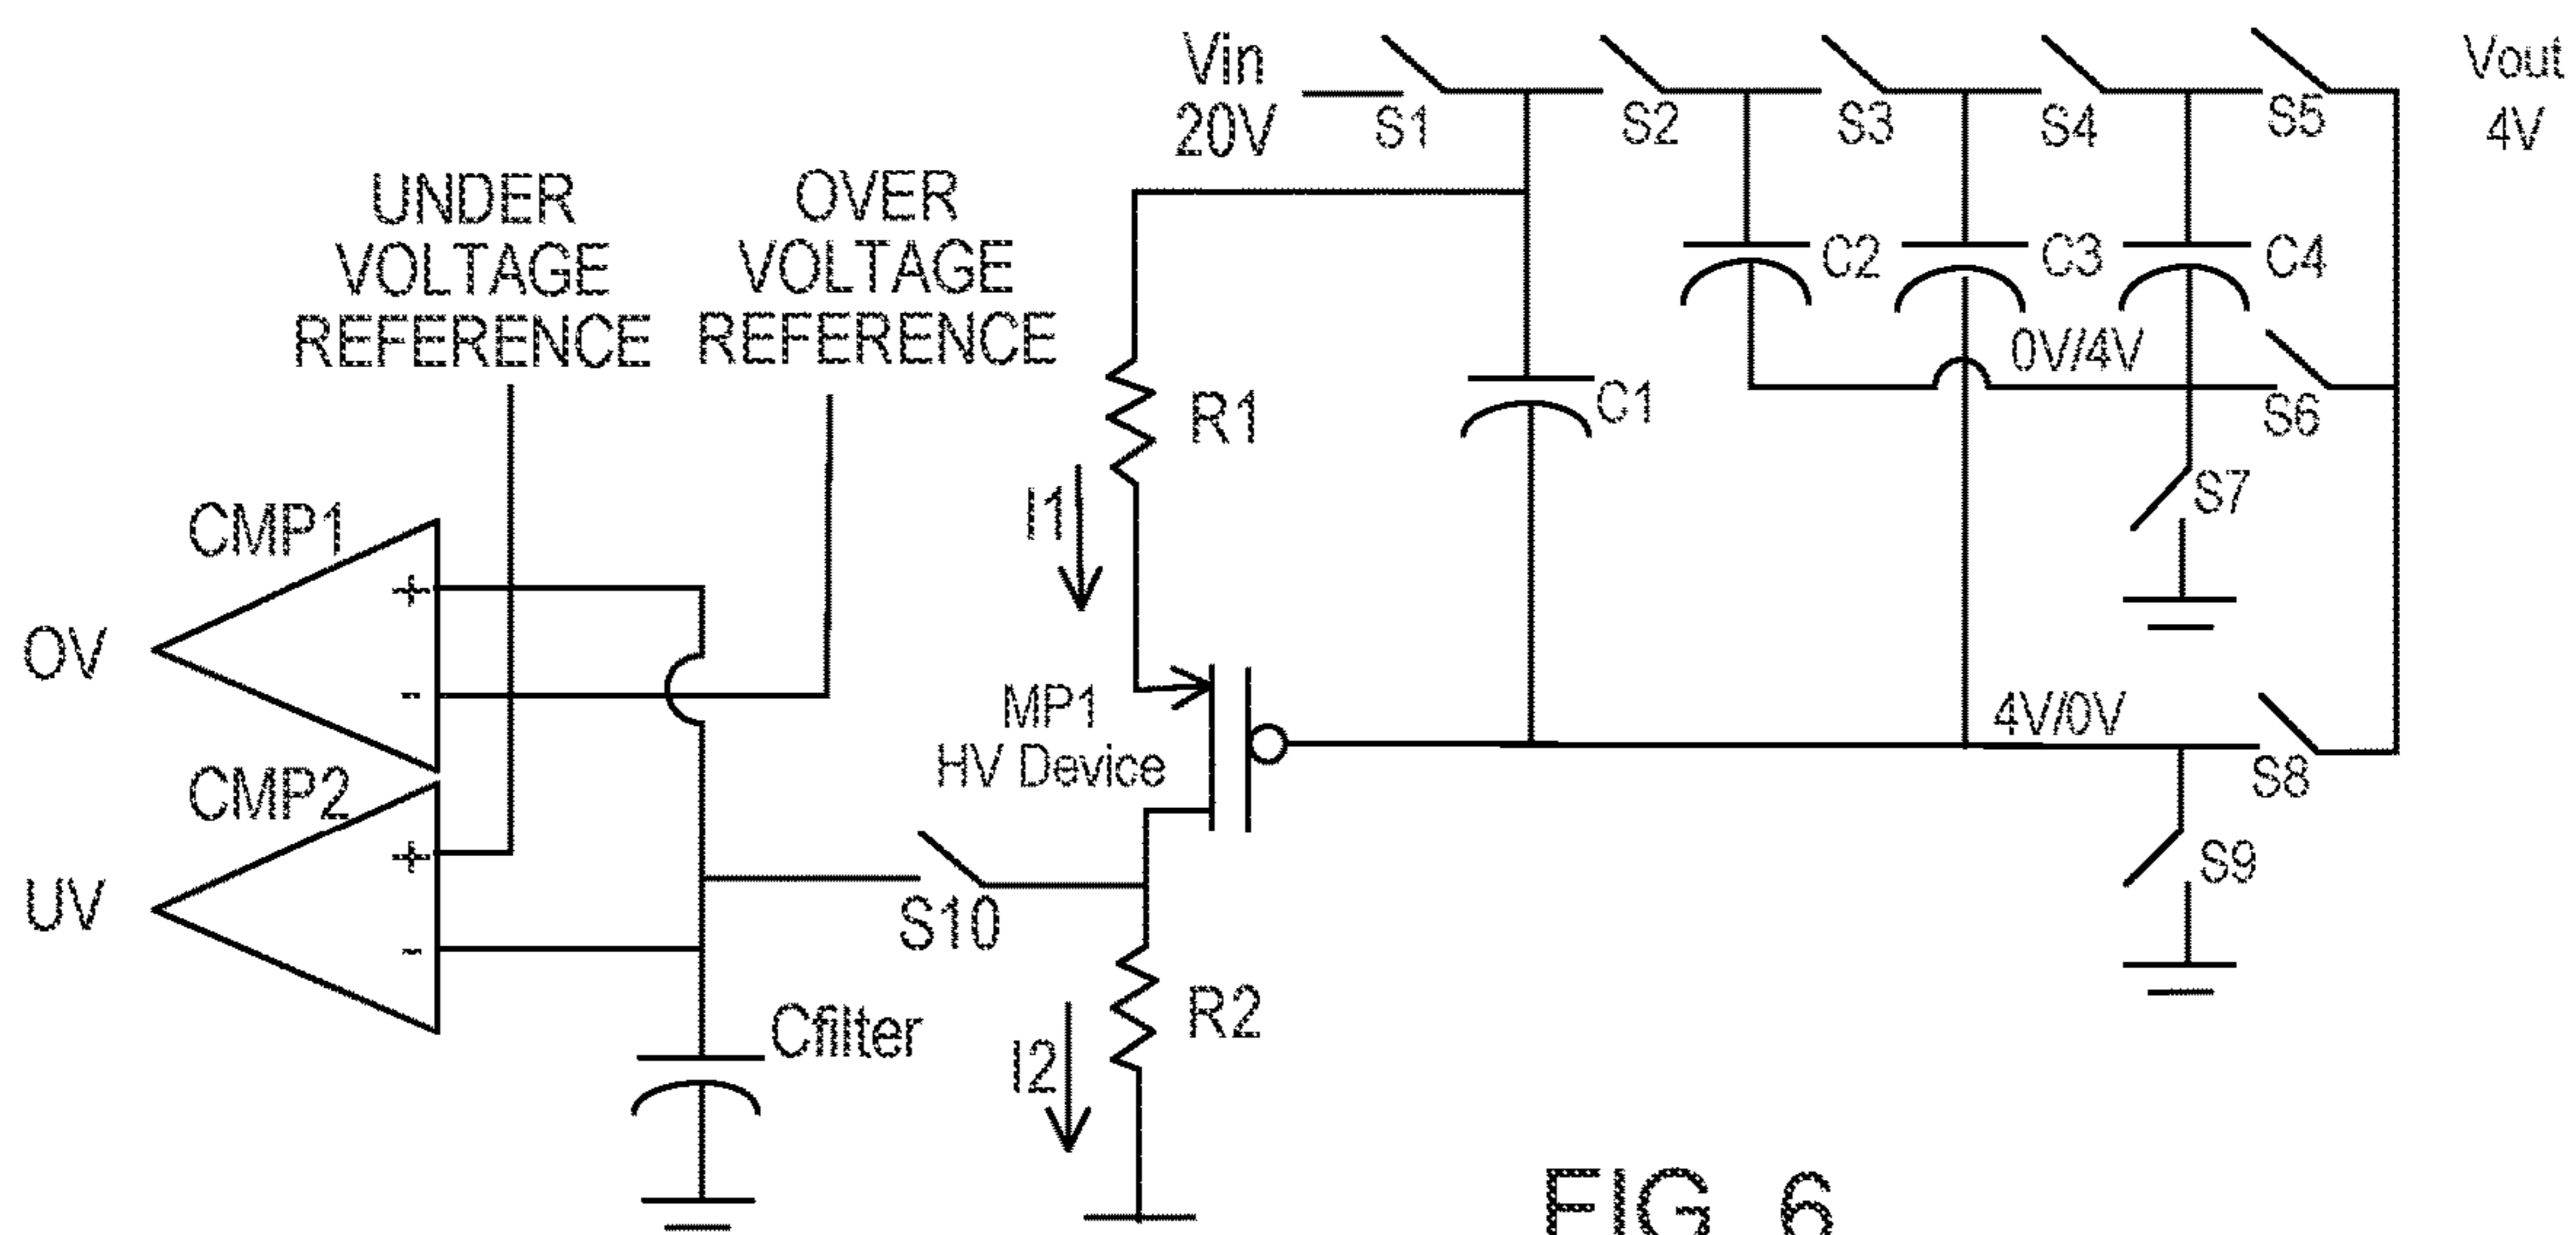 Vin
20V
S1
S2
S3
S4
S5
Vout
4V
UNDER
VOLTAGE
REFERENCE
OVER
VOLTAGE
REFERENCE
C2
C3
C4
0V/4V
S6
R1
C1
I1
S7
CMP1
+
-
OV
MP1
HV Device
4V/0V
S8
CMP2
+
-
UV
S10
S9
Cfilter
R2
I2
FIG. 6